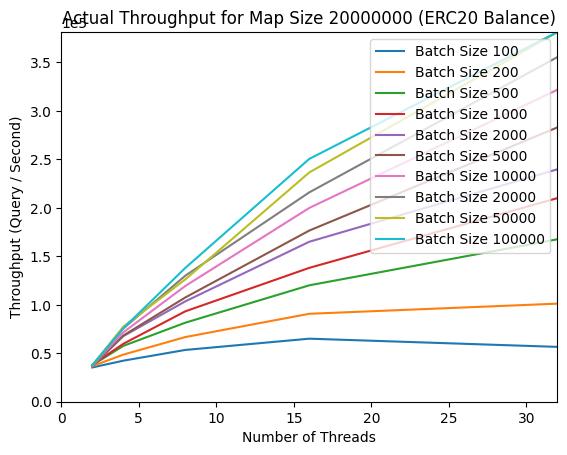 Actual Throughput for Map Size 20000000 (ERC20 Balance)
1e5
Batch Size 100
Batch Size 200
Batch Size 500
Batch Size 1000
Batch Size 2000
Batch Size 5000
Batch Size 10000
Batch Size 20000
Batch Size 50000
Batch Size 100000
Throughput (Query / Second)
3.5
3.0
2.5
2.0
1.5
1.0
0.5
0.0
0 5 10 15 20 25 30
Number of Threads